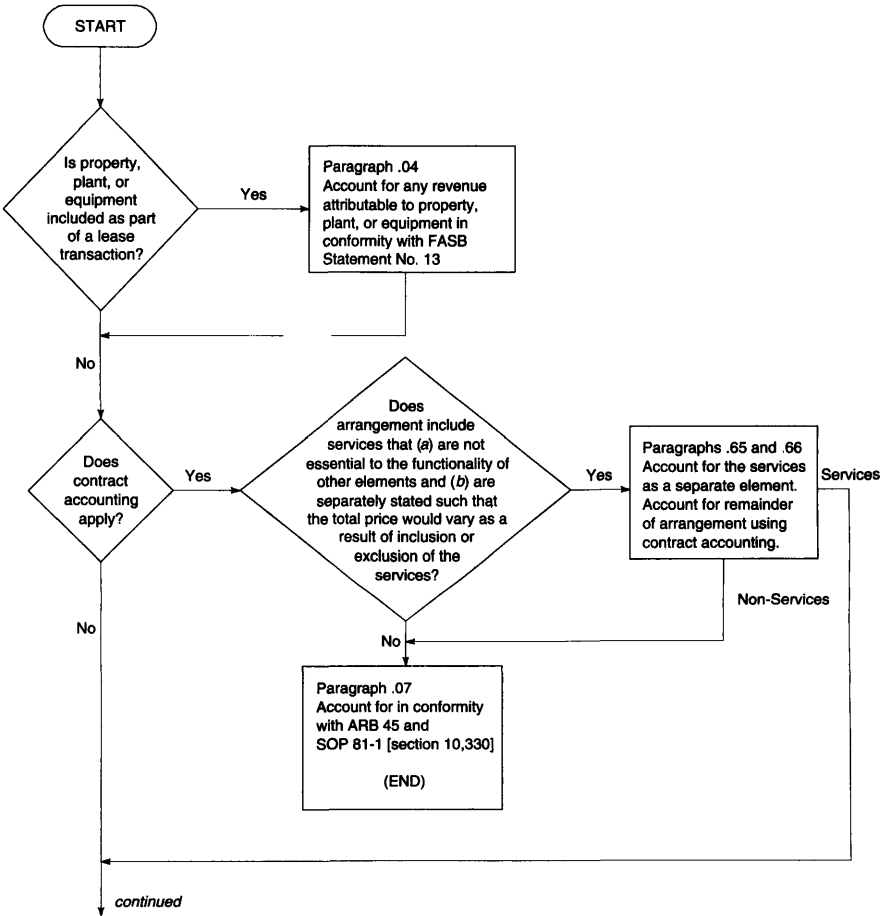 START
Is property,
plant, or
equipment
included as part
of a lease
transaction?
Yes
Paragraph .04
Account for any revenue
attributable to property,
plant, or equipment in
conformity with FASB
Statement No. 13
No
Does
contract
accounting
apply?
Yes
Does
arrangement include
services that (a) are not
essential to the functionality of
other elements and (b) are
separately stated such that
the total price would vary as a
result of inclusion or
exclusion of the
services?
Yes
Paragraphs .65 and .66
Account for the services
as a separate element.
Account for remainder
of arrangement using
contract accounting.
Services
Non-Services
No
No
Paragraph .07
Account for in conformity
with ARB 45 and
SOP 81-1 [section 10,330]
(END)
continued